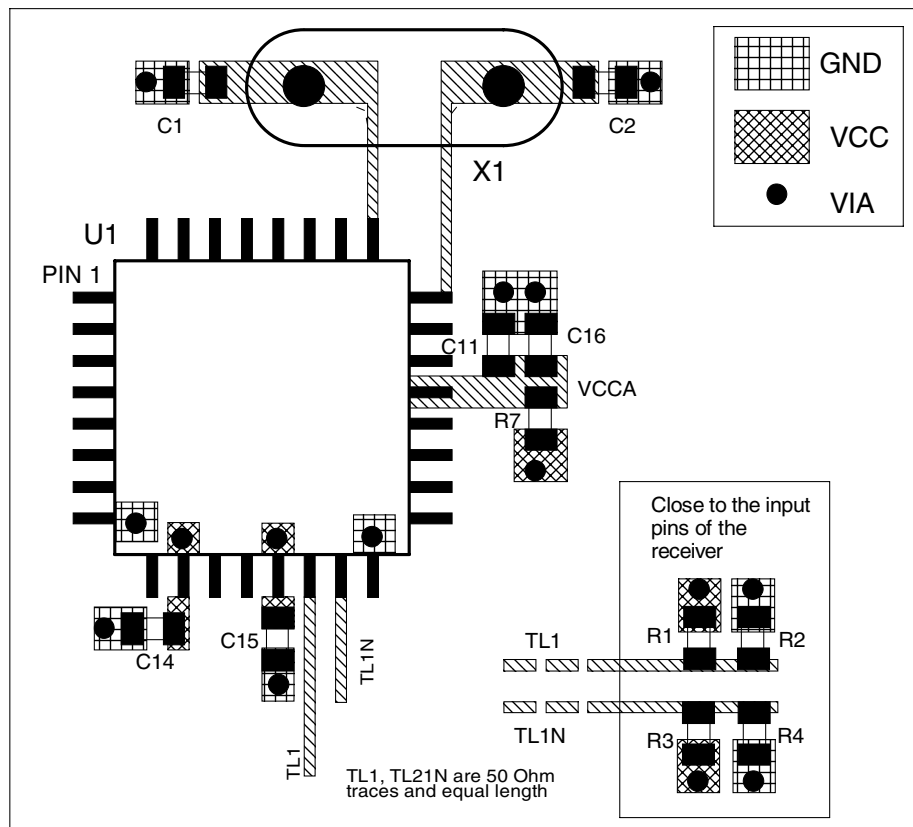 GND
VCC
VIA
C1
C2
X1
U1
PIN 1
C11
C16
VCCA
R7
C14
C15
TL1
TL1N
TL1, TL21N are 50 Ohm
traces and equal length
Close to the input
pins of the
receiver
R1
R2
TL1
TL1N
R3
R4